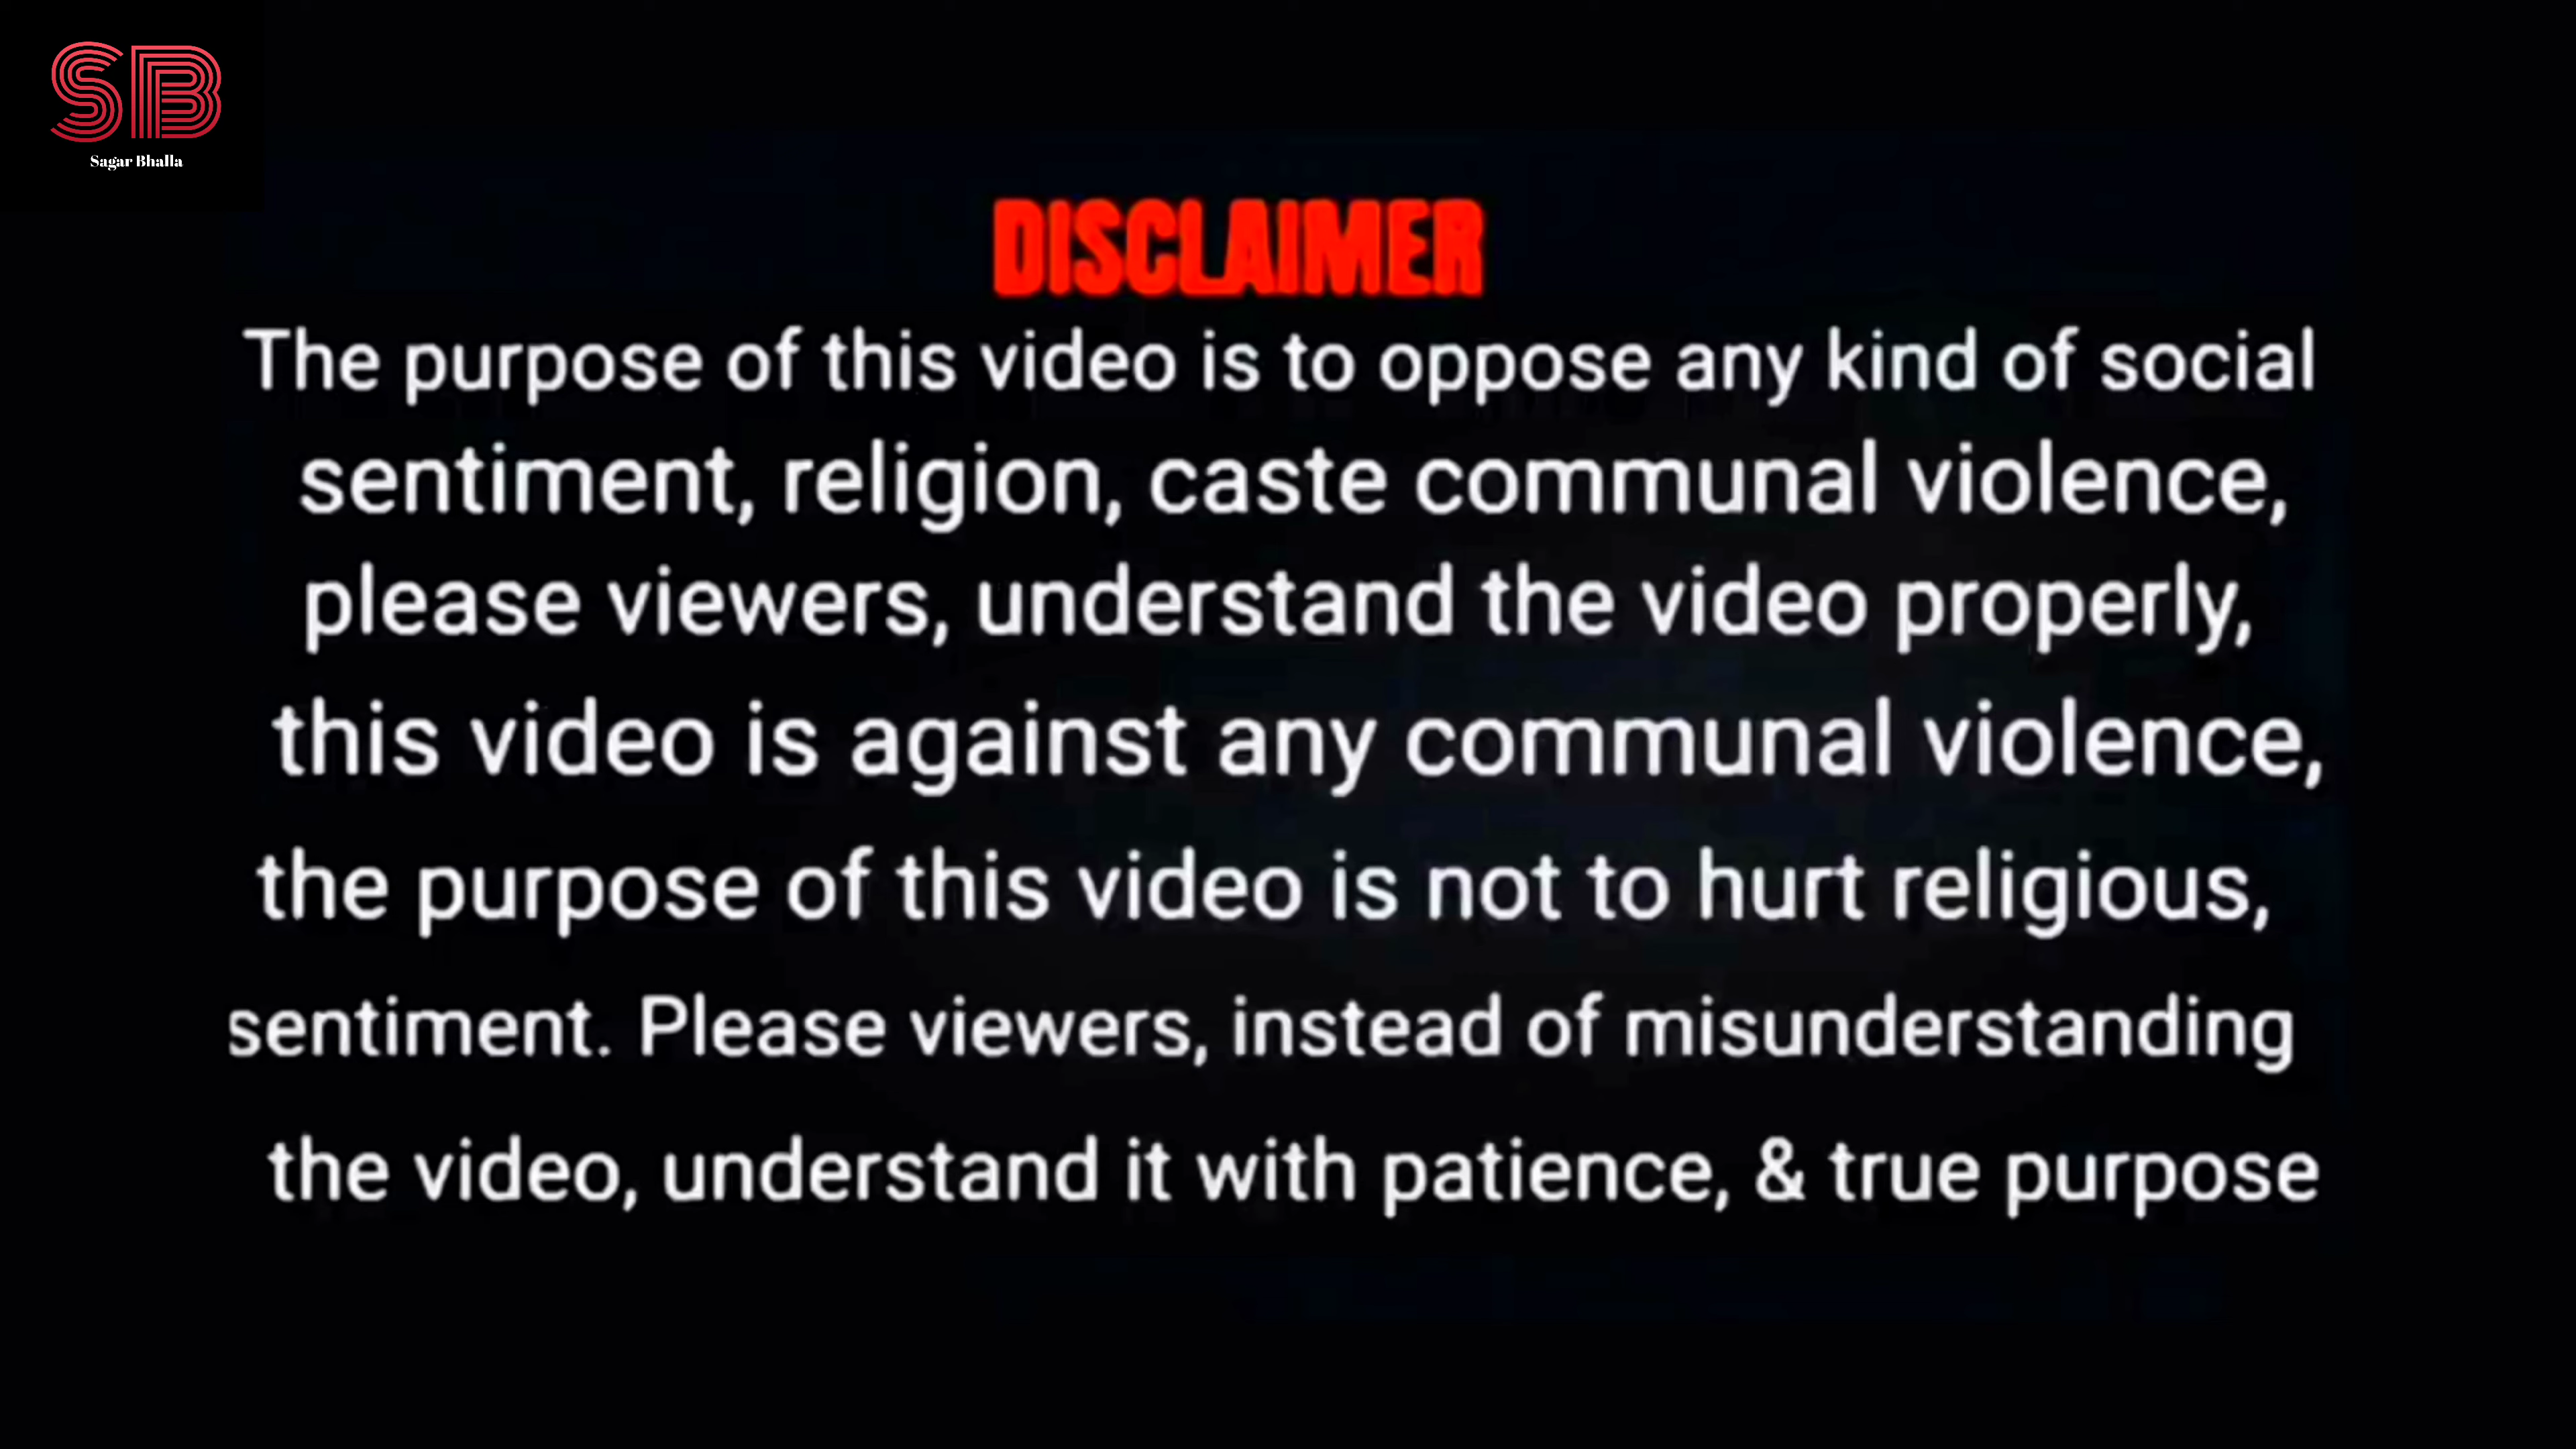 SB
Sagar Bhalla
DISCLAIMER
The purpose of this video is to oppose any kind of social
sentiment, religion, caste communal violence,
please viewers, understand the video properly,
this video is against any communal violence,
the purpose of this video is not to hurt religious,
sentiment. Please viewers, instead of misunderstanding
the video, understand it with patience, & true purpose